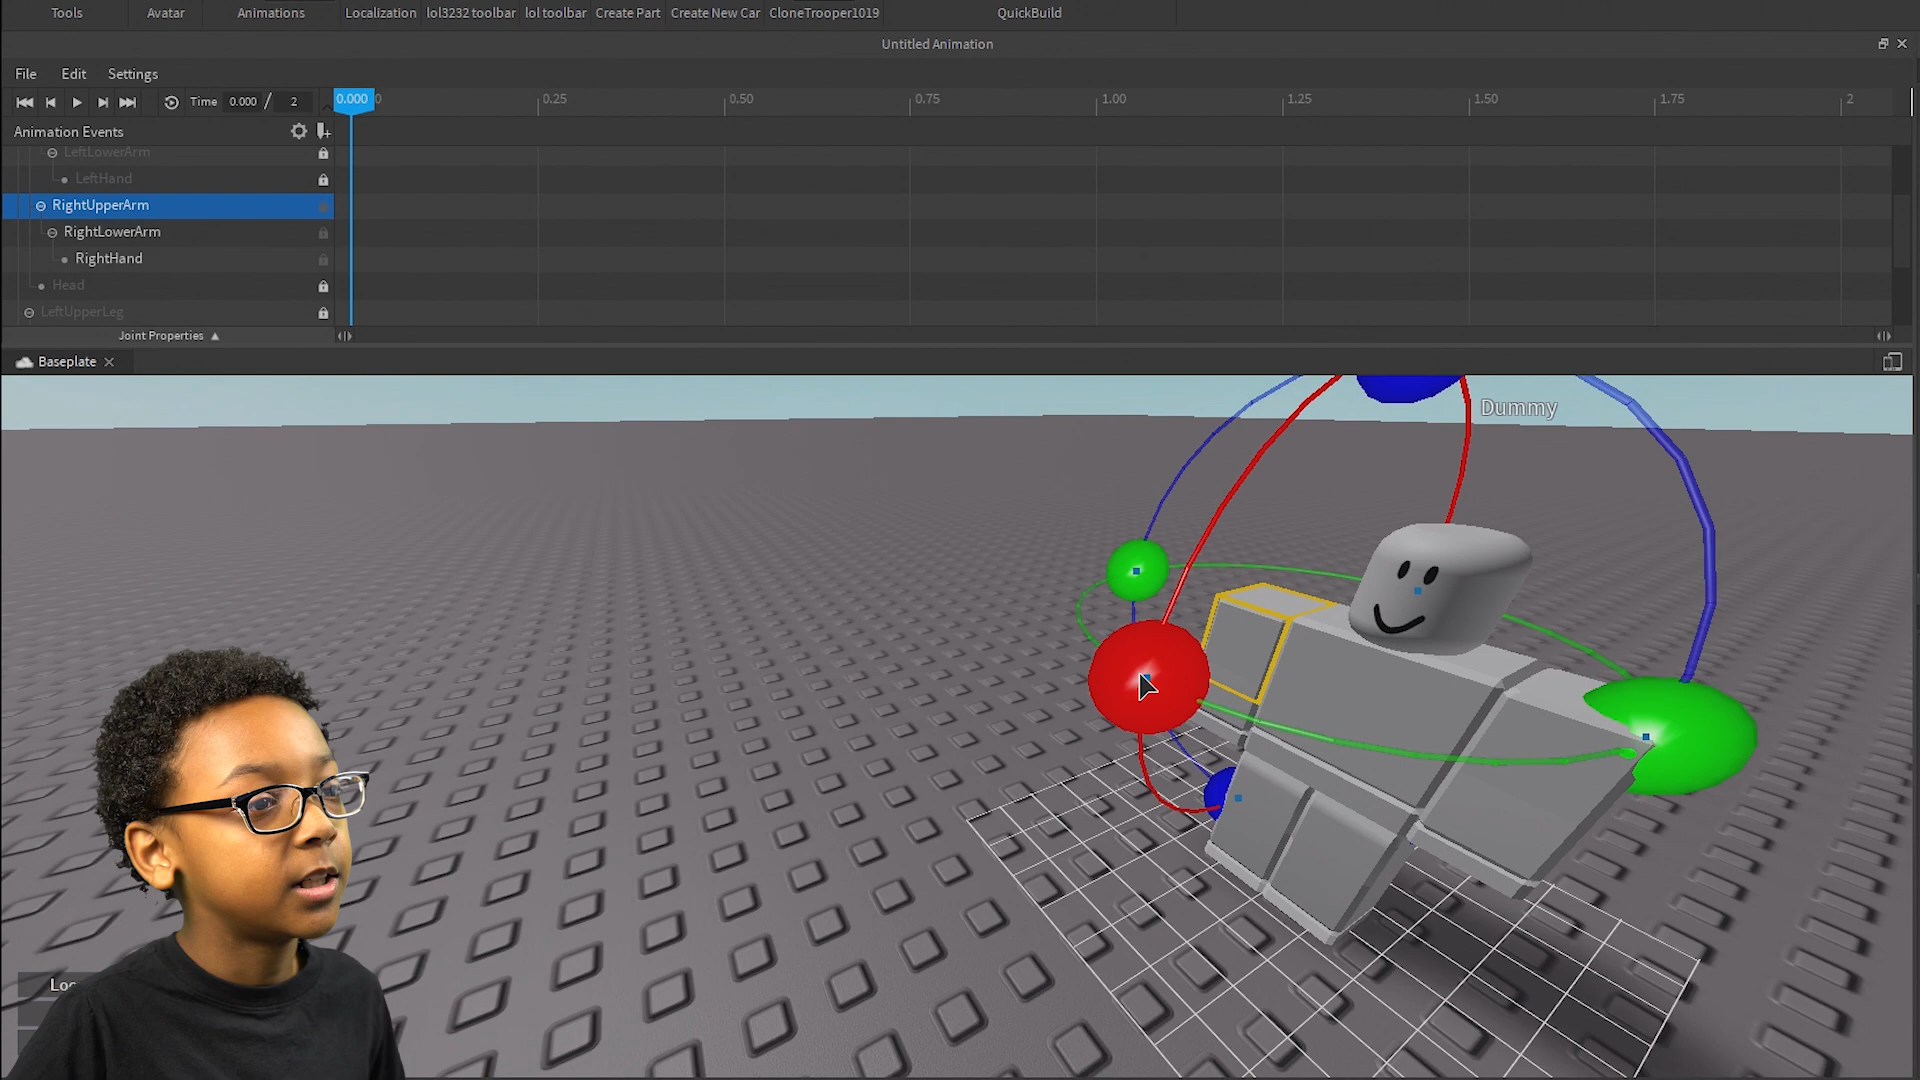 Tools Avatar Animations Localization lol3232 toolbar lol toolbar Create Part Create New Car CloneTrooper1019 QuickBuild
Untitled Animation
File Edit Settings
Time 0.000 / 2 0.000 0 0.25 0.50 0.75 1.00 1.25 1.50 1.75 2
Animation Events
LeftLowerArm
LeftHand
RightUpperArm
RightLowerArm
RightHand
Head
LeftUpperLeg
Joint Properties
Baseplate
Dummy